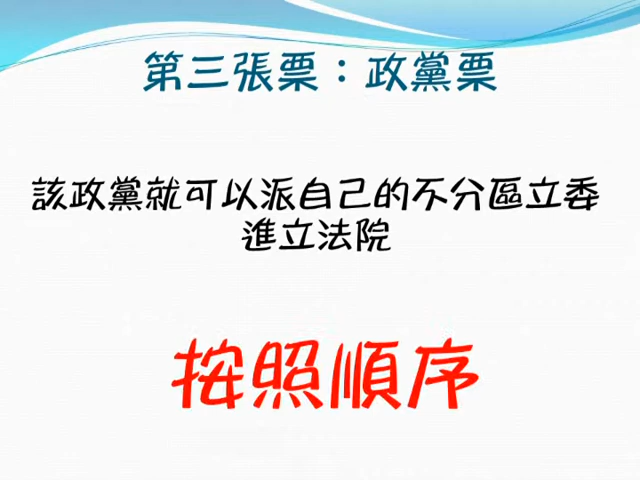 第三張票：政黨票
該政黨就可以派自己的不分區立委
進立法院
按照順序